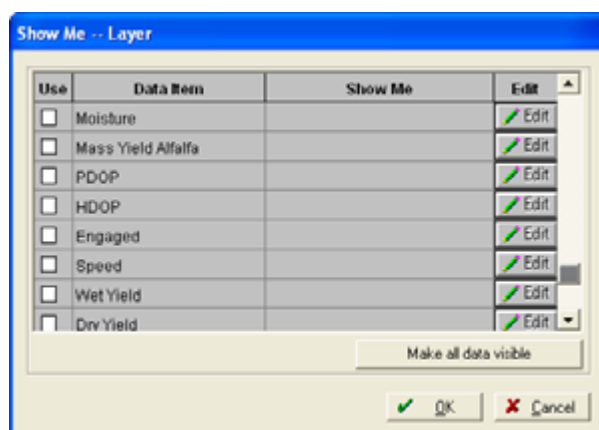 Show Me -- Layer
Use Data Item Show Me Edit
Moisture Edit
Mass Yield Alfalfa Edit
PDOP Edit
HDOP Edit
Engaged Edit
Speed Edit
Wet Yield Edit
Dry Yield Edit
Make all data visible
OK Cancel